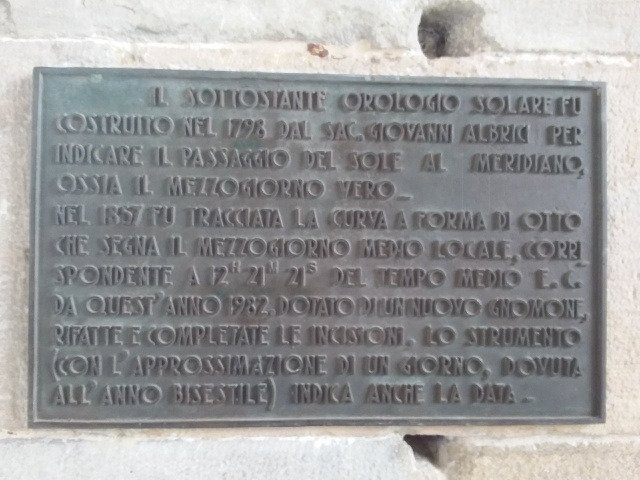 IL SOTTOSTANTE OROLOGIO SOLARE FU
COSTRUITO NEL 1798 DAL SAC. GIOVANNI ALBRICI PER
INDICARE IL PASSAGGIO DEL SOLE AL MERIDIANO,
OSSIA IL MEZZOGIORNO VERO_
NEL 1857 FU TRACCIATA LA CURVA A FORMA DI OTTO
CHE SEGNA IL MEZZOGIORNO MEDIO LOCALE, CORRI
SPONDENTE A 12H 21M 21S DEL TEMPO MEDIO E.C.
DA QUEST'ANNO 1982, DOTATO DI UN NUOVO GNOMONE,
RIFATTE E COMPLETATE LE INCISIONI, LO STRUMENTO
(CON L'APPROSSIMAZIONE DI UN GIORNO, DOVUTA
ALL'ANNO BISESTILE) INDICA ANCHE LA DATA_